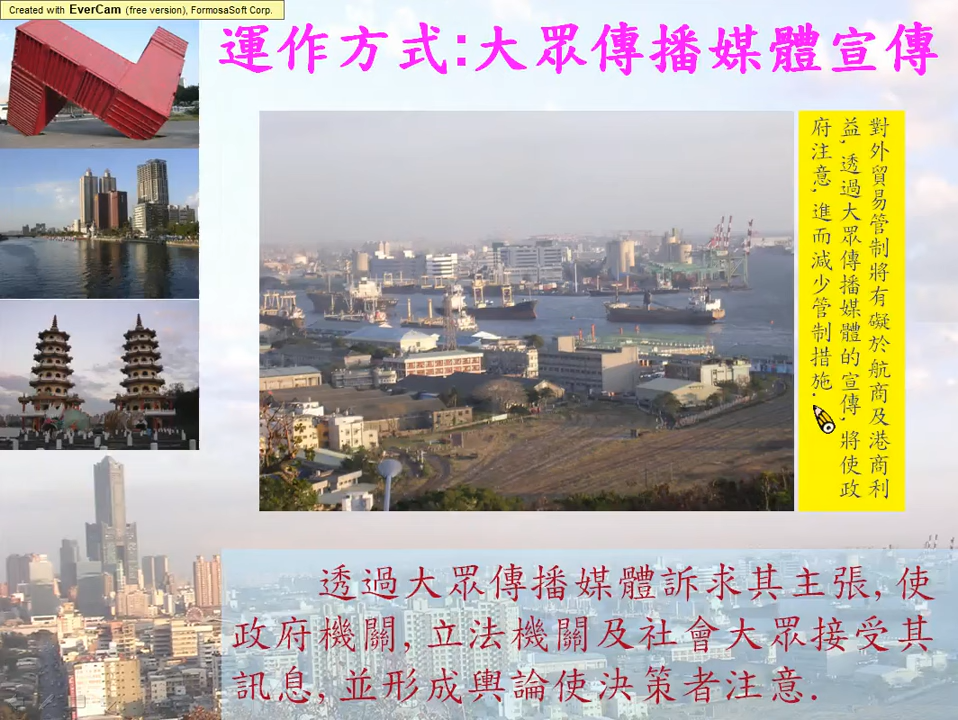 Created with EverCam (free version), FormosaSoft Corp.
運作方式:大眾傳播媒體宣傳
對外貿易管制將有礙於航商及港商利
益,透過大眾傳播媒體的宣傳,將使政
府注意,進而減少管制措施.
透過大眾傳播媒體訴求其主張,使
政府機關,立法機關及社會大眾接受其
訊息,並形成輿論使決策者注意.